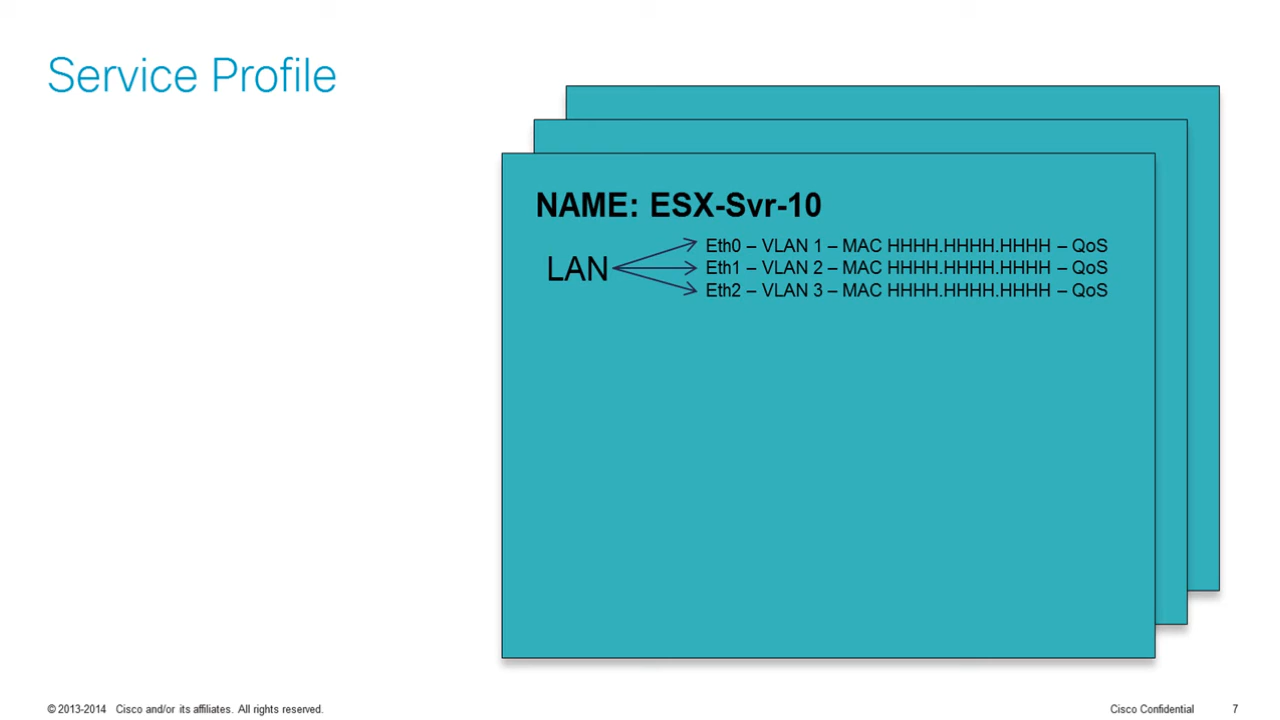 Service Profile
NAME: ESX-Svr-10
LAN
Eth0 – VLAN 1 – MAC HHHH.HHHH.HHHH – QoS
Eth1 – VLAN 2 – MAC HHHH.HHHH.HHHH – QoS
Eth2 – VLAN 3 – MAC HHHH.HHHH.HHHH – QoS
© 2013-2014 Cisco and/or its affiliates. All rights reserved.
Cisco Confidential
7